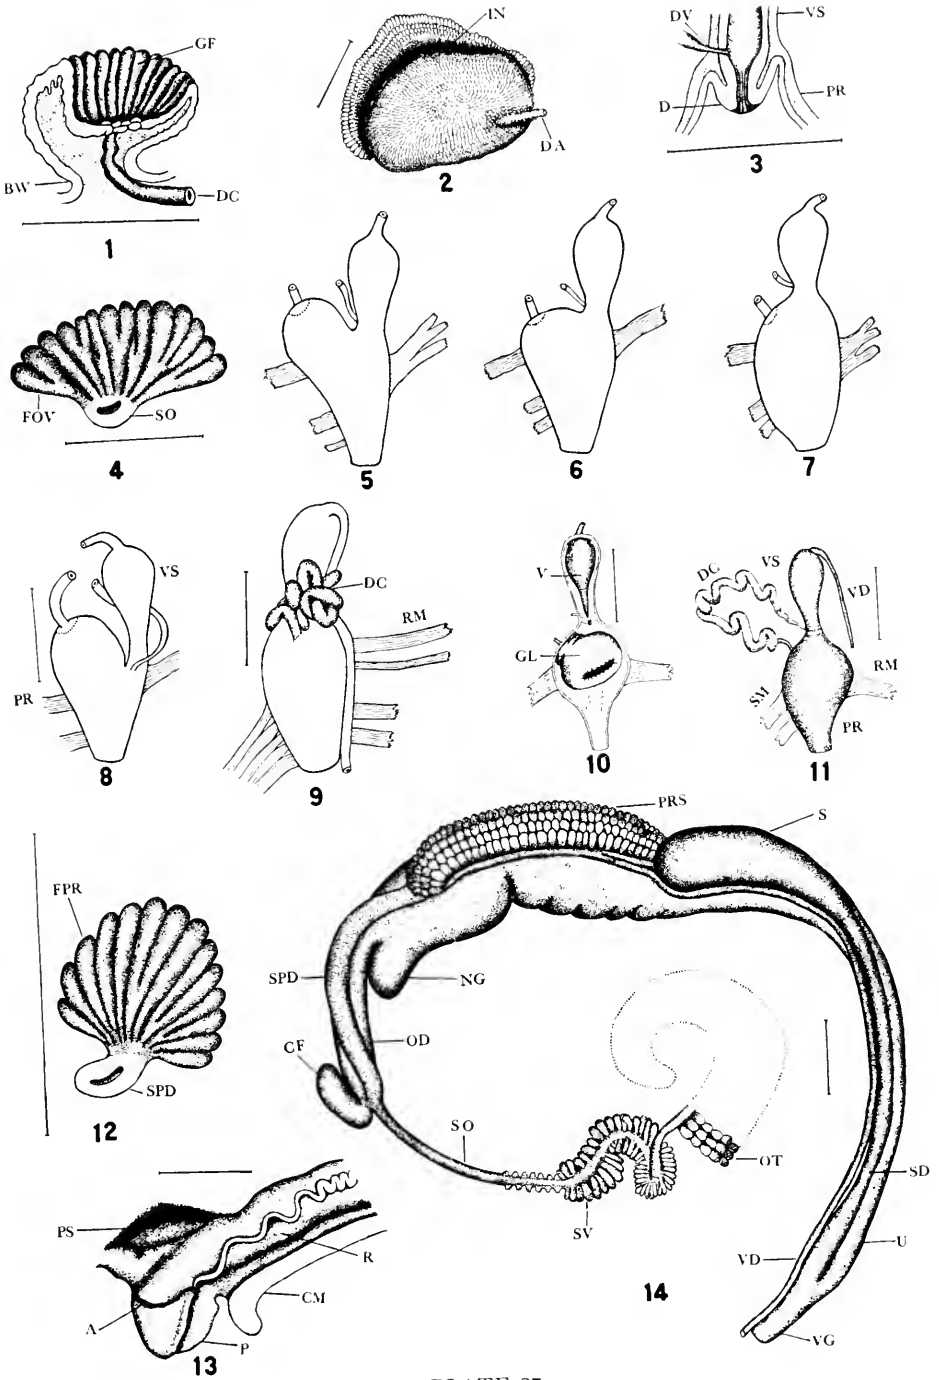 GF
BW
DC
1
IN
DA
2
DV
VS
D
PR
3
FOV
SO
4
5
6
7
VS
PR
8
DC
RM
9
V
GL
10
DC
VS
VD
SM
RM
PR
11
FPR
SPD
12
PS
R
CM
A
P
13
PRS
S
SPD
NG
CF
OD
SO
OT
SV
SD
VD
U
VG
14